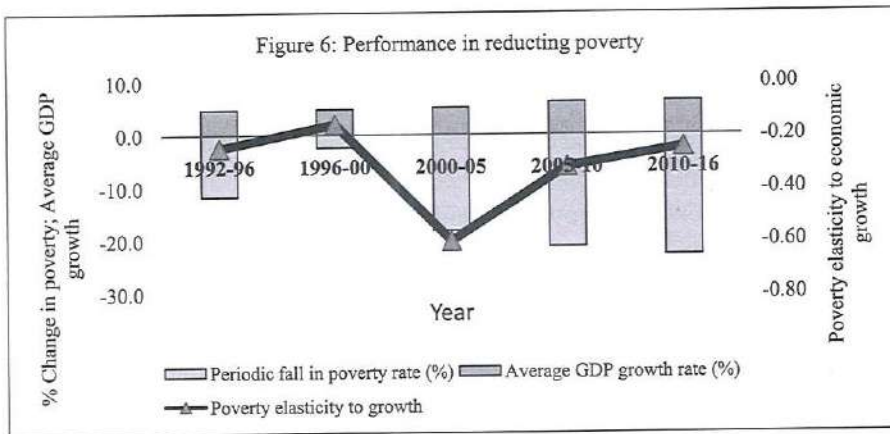 Figure 6: Performance in reducting poverty
% Change in poverty; Average GDP
growth
10.0
0.0
-10.0
-20.0
-30.0
1992-96
1996-00
2000-05
2005-10
2010-16
0.00
-0.20
-0.40
-0.60
-0.80
Poverty elasticity to economic
growth
Year
Periodic fall in poverty rate (%)
Average GDP growth rate (%)
Poverty elasticity to growth